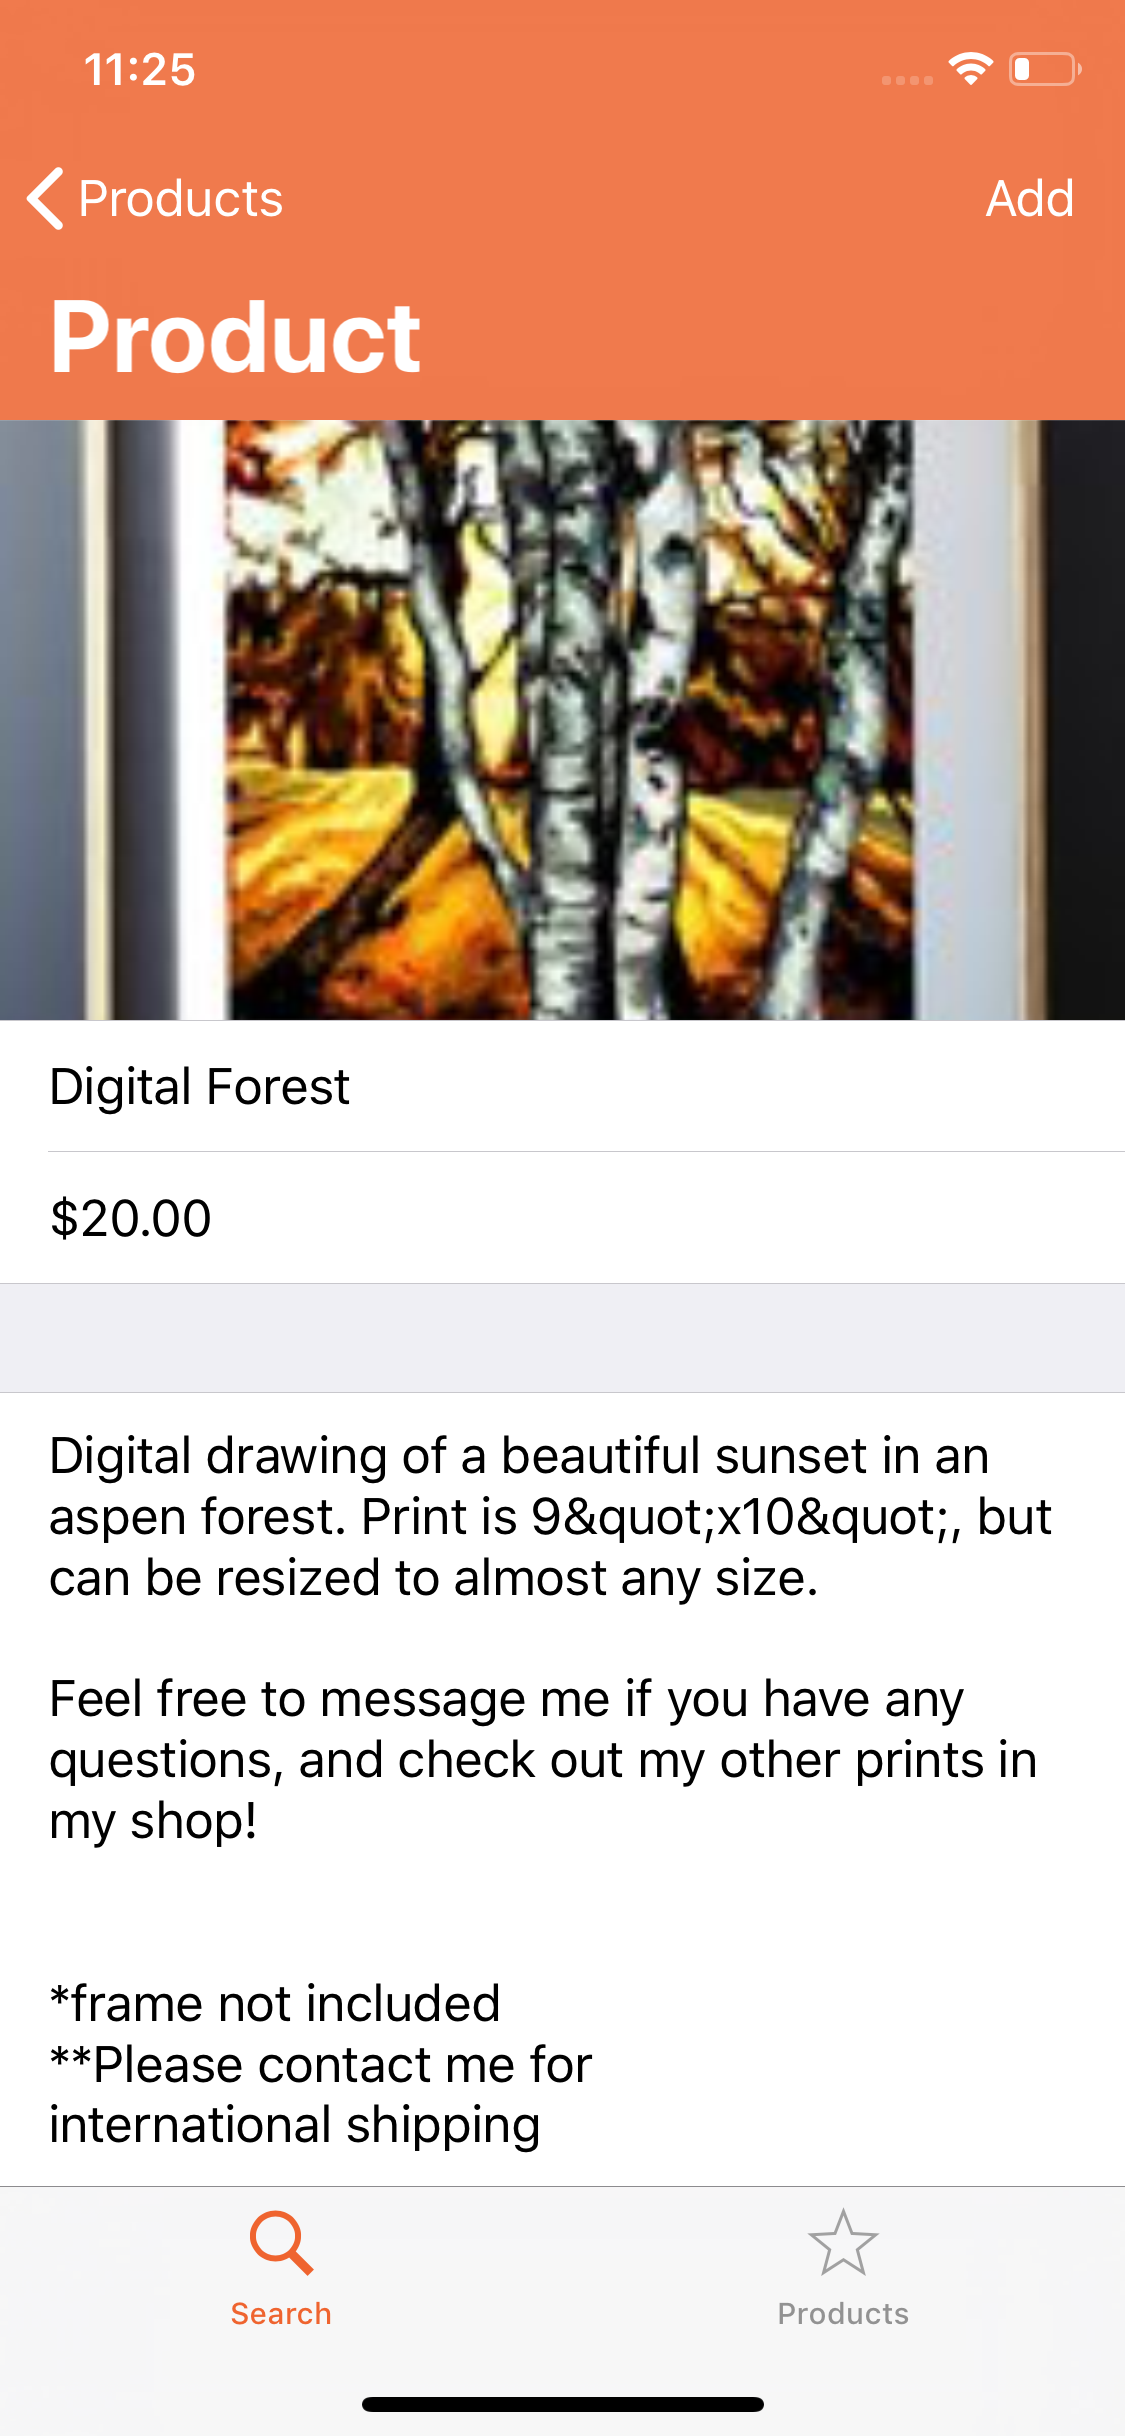 11:25
Products
Add
Product
Digital Forest
$20.00
Digital drawing of a beautiful sunset in an
aspen forest. Print is 9&quot;x10&quot;, but
can be resized to almost any size.
Feel free to message me if you have any
questions, and check out my other prints in
my shop!
*frame not included
**Please contact me for
international shipping
Search
Products